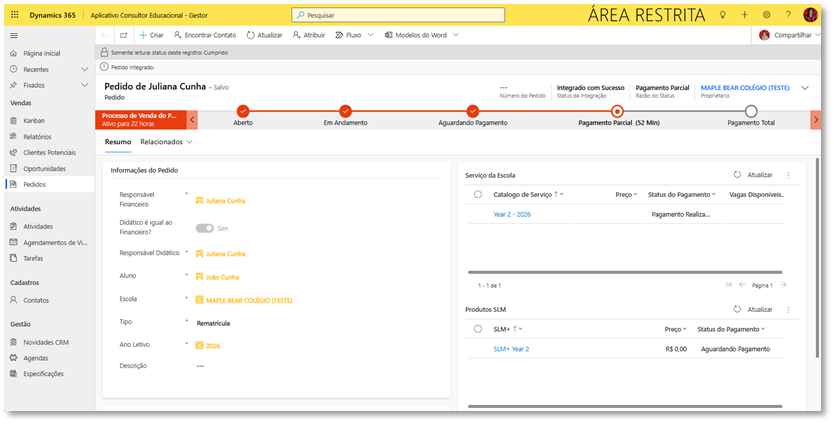 Dynamics 365
Aplicativo Consultor Educacional - Gestor
Pesquisar
ÁREA RESTRITA
Criar
Encontrar Contato
Atualizar
Atribuir
Fluxo
Modelos do Word
Compartilhar
Somente leitura: status deste registro: Cumprido
Pedido Integrado.
Página Inicial
Recentes
Fixados
Vendas
Kanban
Relatórios
Clientes Potenciais
Oportunidades
Pedidos
Atividades
Atividades
Agendamentos de Vi...
Tarefas
Cadastros
Contatos
Gestão
Novidades CRM
Agendas
Especificações
Pedido de Juliana Cunha - Salvo
Pedido
---
Número do Pedido
Integrado com Sucesso
Status da Integração
Pagamento Parcial
Razão do Status
MAPLE BEAR COLÉGIO (TESTE)
Proprietário
Processo de Venda do P...
Ativo para 22 horas
Aberto
Em Andamento
Aguardando Pagamento
Pagamento Parcial (52 Min)
Pagamento Total
Resumo
Relacionados
Informações do Pedido
Responsável Financeiro * Juliana Cunha
Didático é igual ao Financeiro? Sim
Responsável Didático * Juliana Cunha
Aluno * João Cunha
Escola * MAPLE BEAR COLÉGIO (TESTE)
Tipo * Rematrícula
Ano Letivo * 2026
Descrição ---
Serviço da Escola
Atualizar
Catalogo de Serviço
Preço
Status do Pagamento
Vagas Disponíveis..
Year 2 - 2026
Pagamento Realiza...
1 - 1 de 1
Página 1
Produtos SLM
Atualizar
SLM+
Preço
Status do Pagamento
SLM+ Year 2
R$ 0,00
Aguardando Pagamento